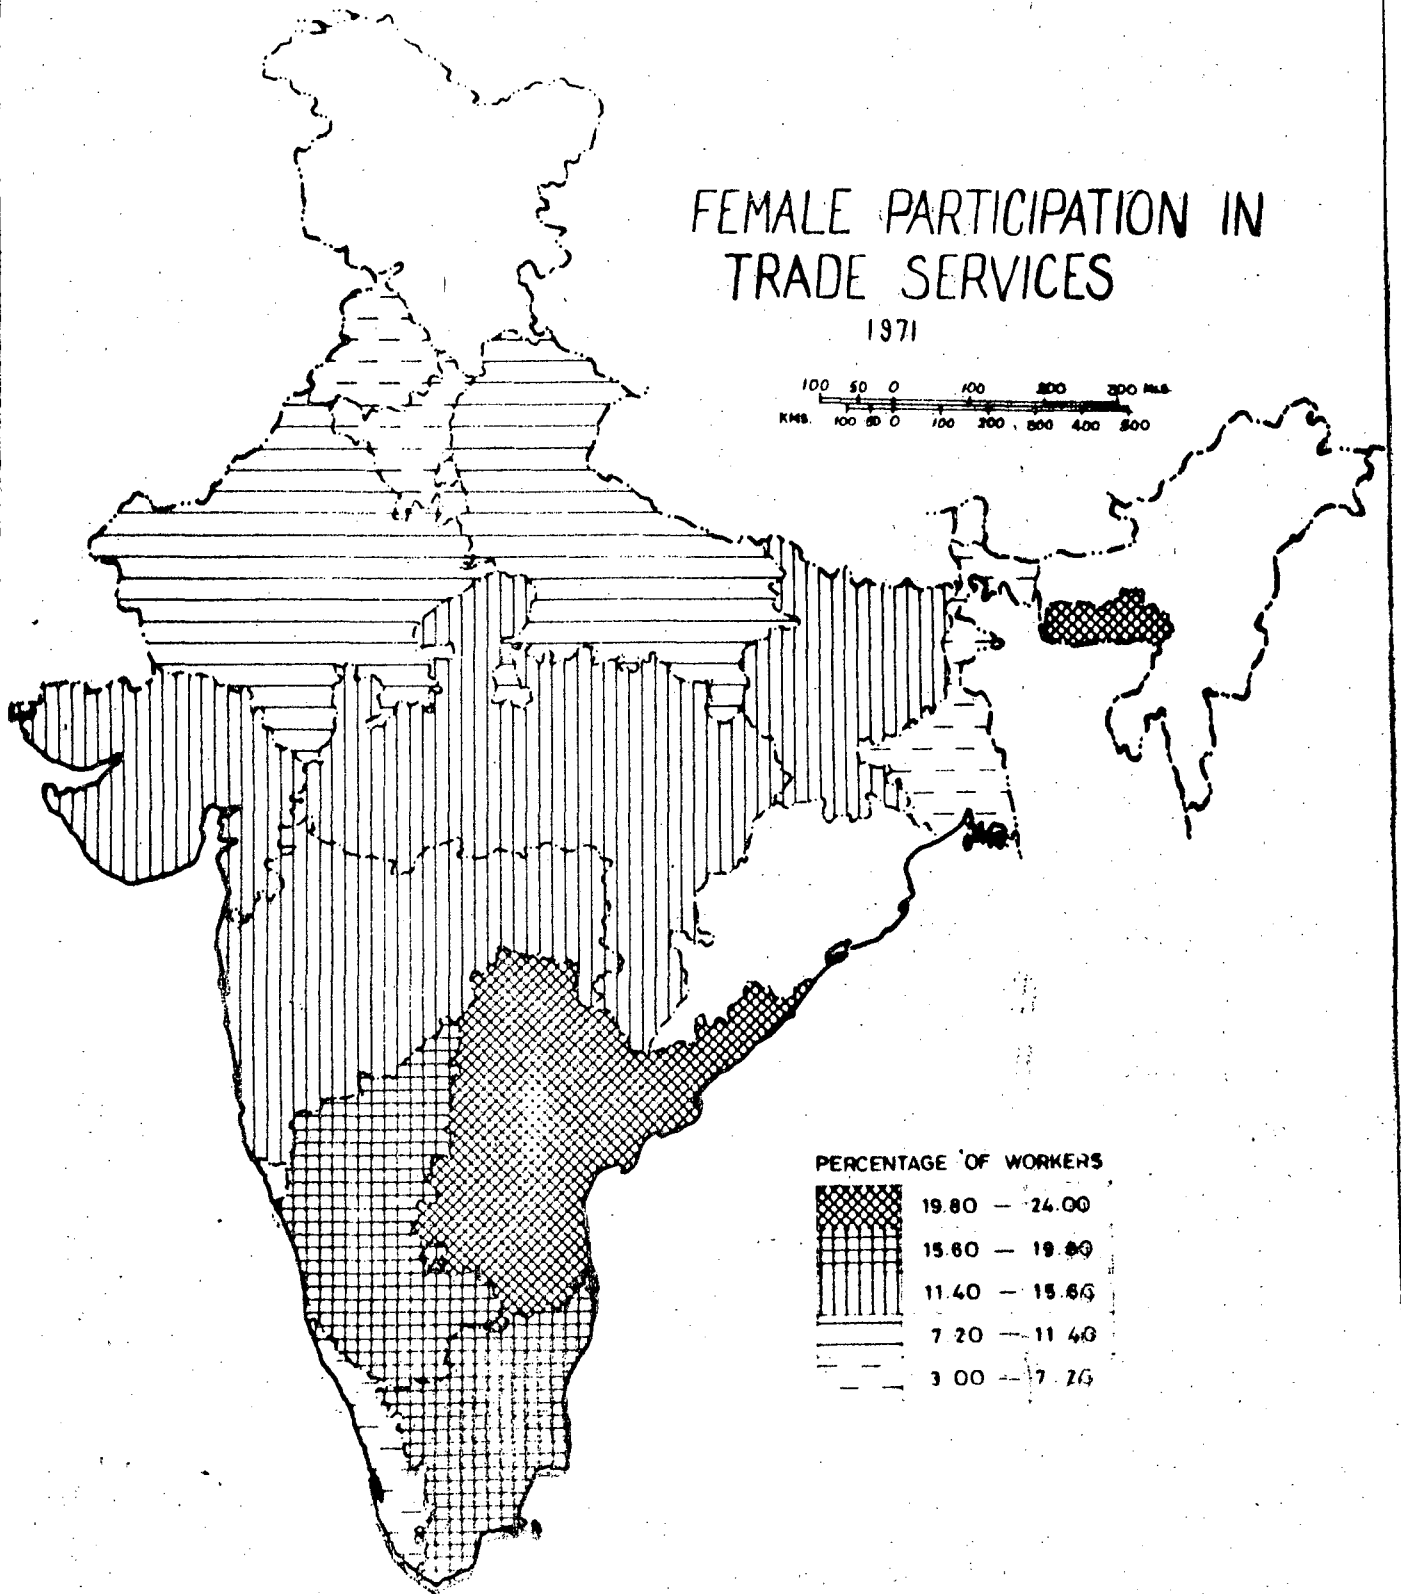 FEMALE PARTICIPATION IN
TRADE SERVICES
1971
100 50 0 100 200 300 MLS.
KMS. 100 50 0 100 200 300 400 500
PERCENTAGE OF WORKERS
19.80 — 24.00
15.60 — 19.80
11.40 — 15.60
7.20 — 11.40
3.00 — 7.20